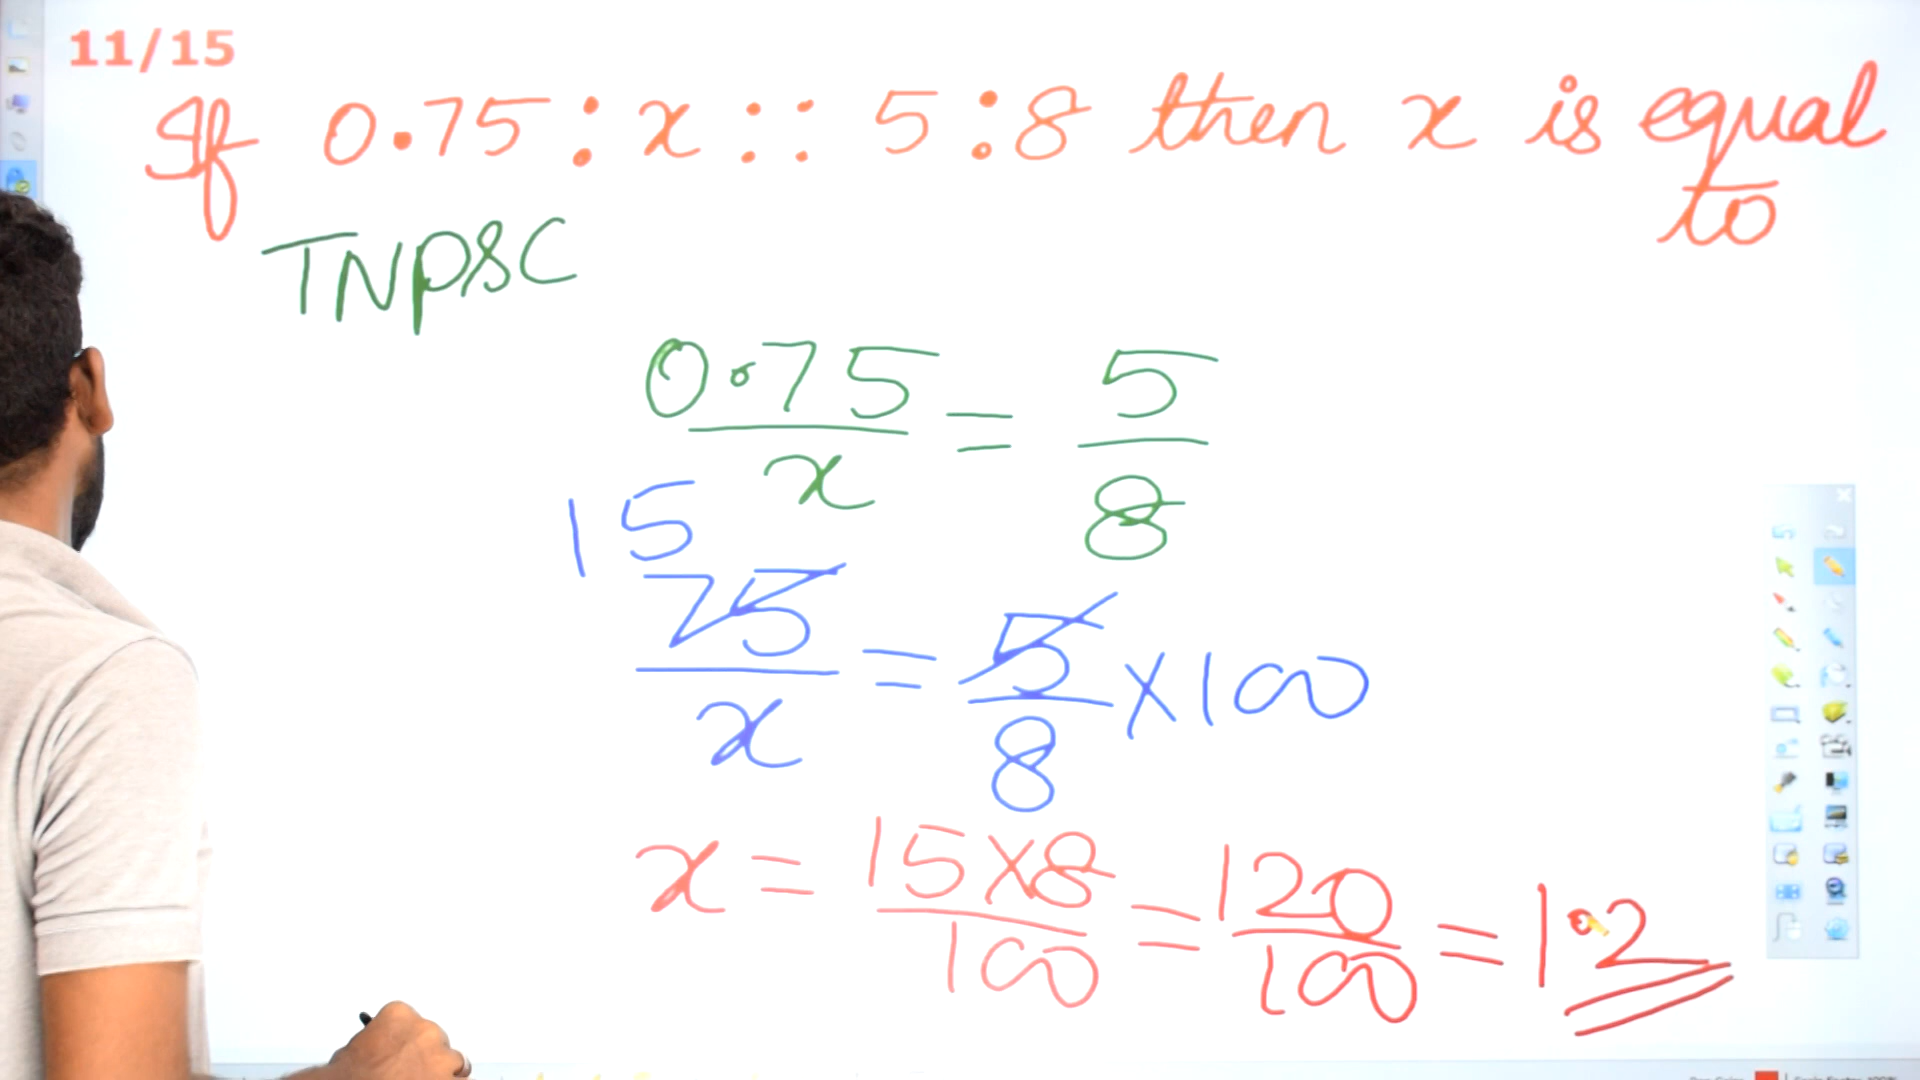 11/15
If 0.75 : x :: 5 : 8 then x is equal
to
TNPSC
0.75/x = 5/8
15
75/x = 5/8 × 100
x = 15×8/100 = 120/100 = 1.2